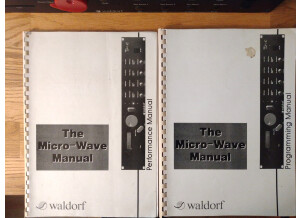 The
Micro-Wave
Manual
Performance Manual
waldorf
The
Micro-Wave
Manual
Programming Manual
waldorf